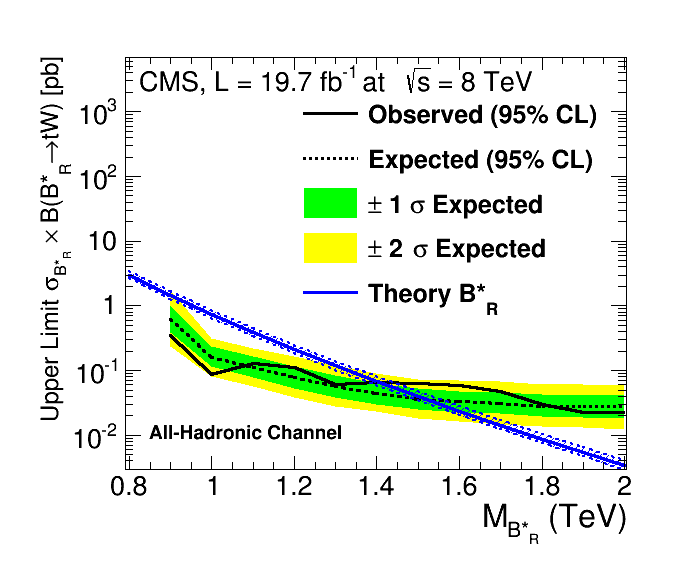 CMS, L = 19.7 fb⁻¹ at √s = 8 TeV
Observed (95% CL)
Expected (95% CL)
± 1 σ Expected
± 2 σ Expected
Theory B*_R
All-Hadronic Channel
Upper Limit σ_B*_R × B(B*_R→tW) [pb]
10³
10²
10
1
10⁻¹
10⁻²
0.8 1 1.2 1.4 1.6 1.8 2
M_B*_R (TeV)